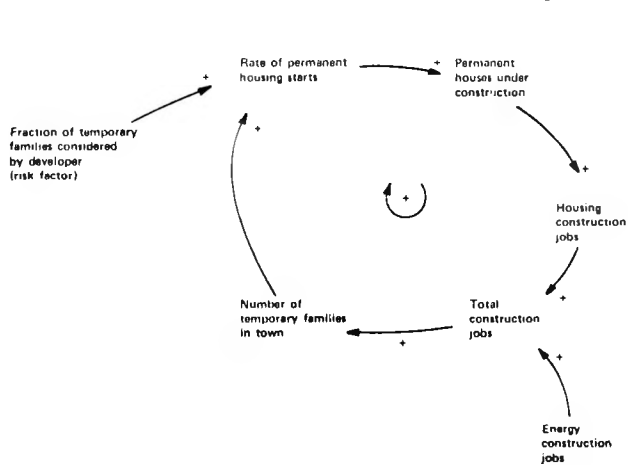 Rate of permanent
housing starts
+
Permanent
houses under
construction
+
+
Fraction of temporary
families considered
by developer
(risk factor)
+
+
+
Housing
construction
jobs
Number of
temporary families
in town
Total
construction
jobs
+
+
+
Energy
construction
jobs